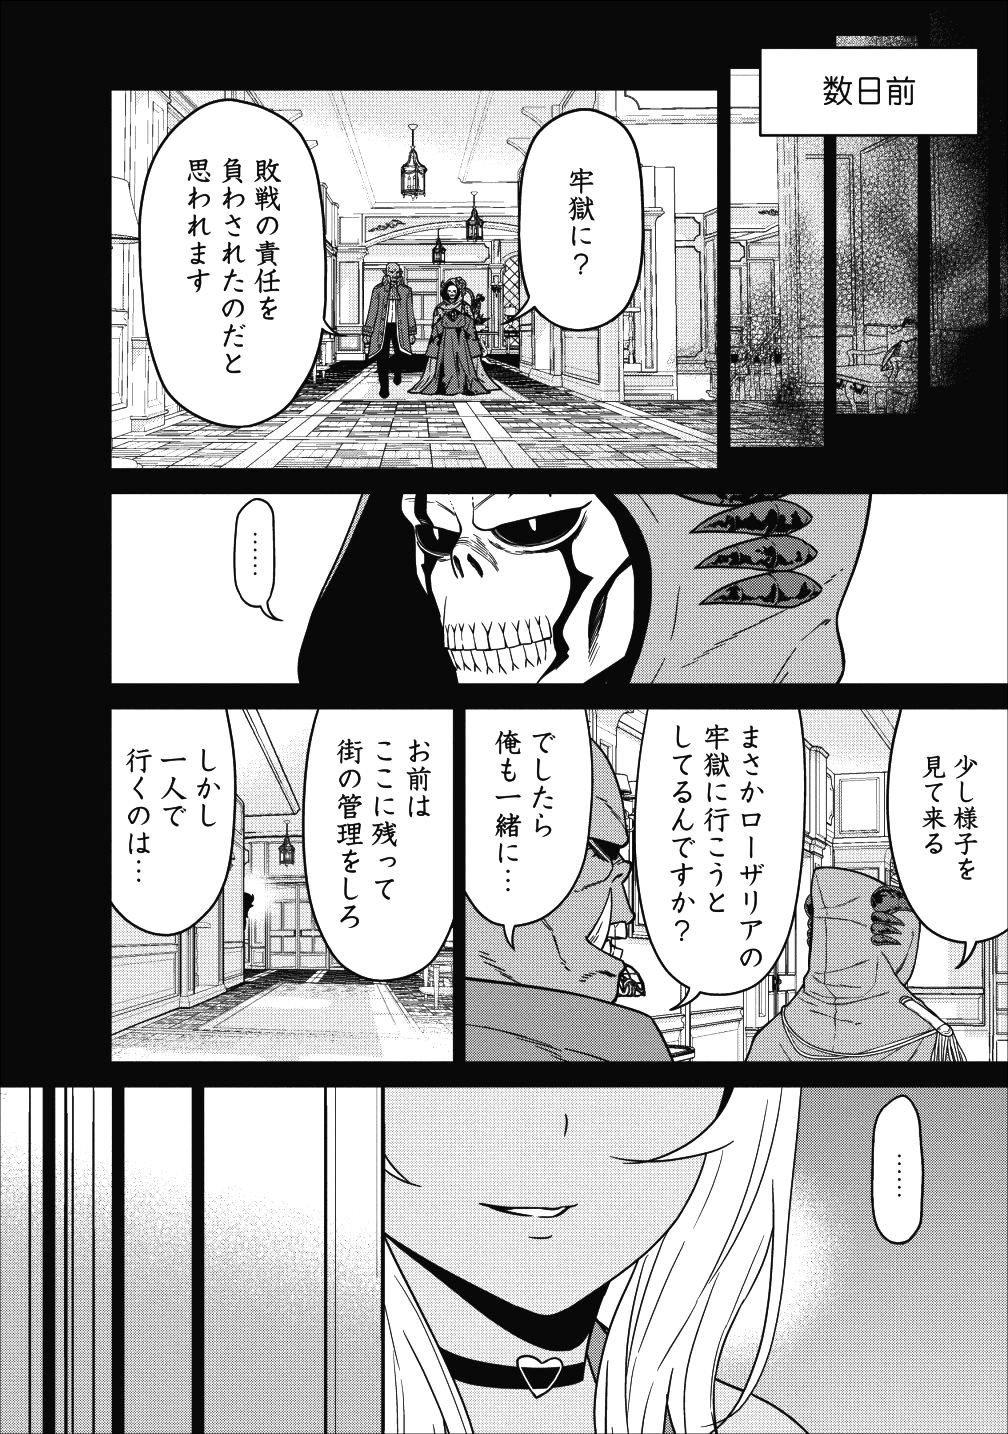 数日前
牢獄に?
敗戦の責任を
負わされたのだと
思われます
……
少し様子を
見て来る
まさかローザリアの
牢獄に行こうと
してるんですか?
でしたら
俺も一緒に…
お前は
ここに残って
街の管理をしろ
しかし
一人で
行くのは…
……